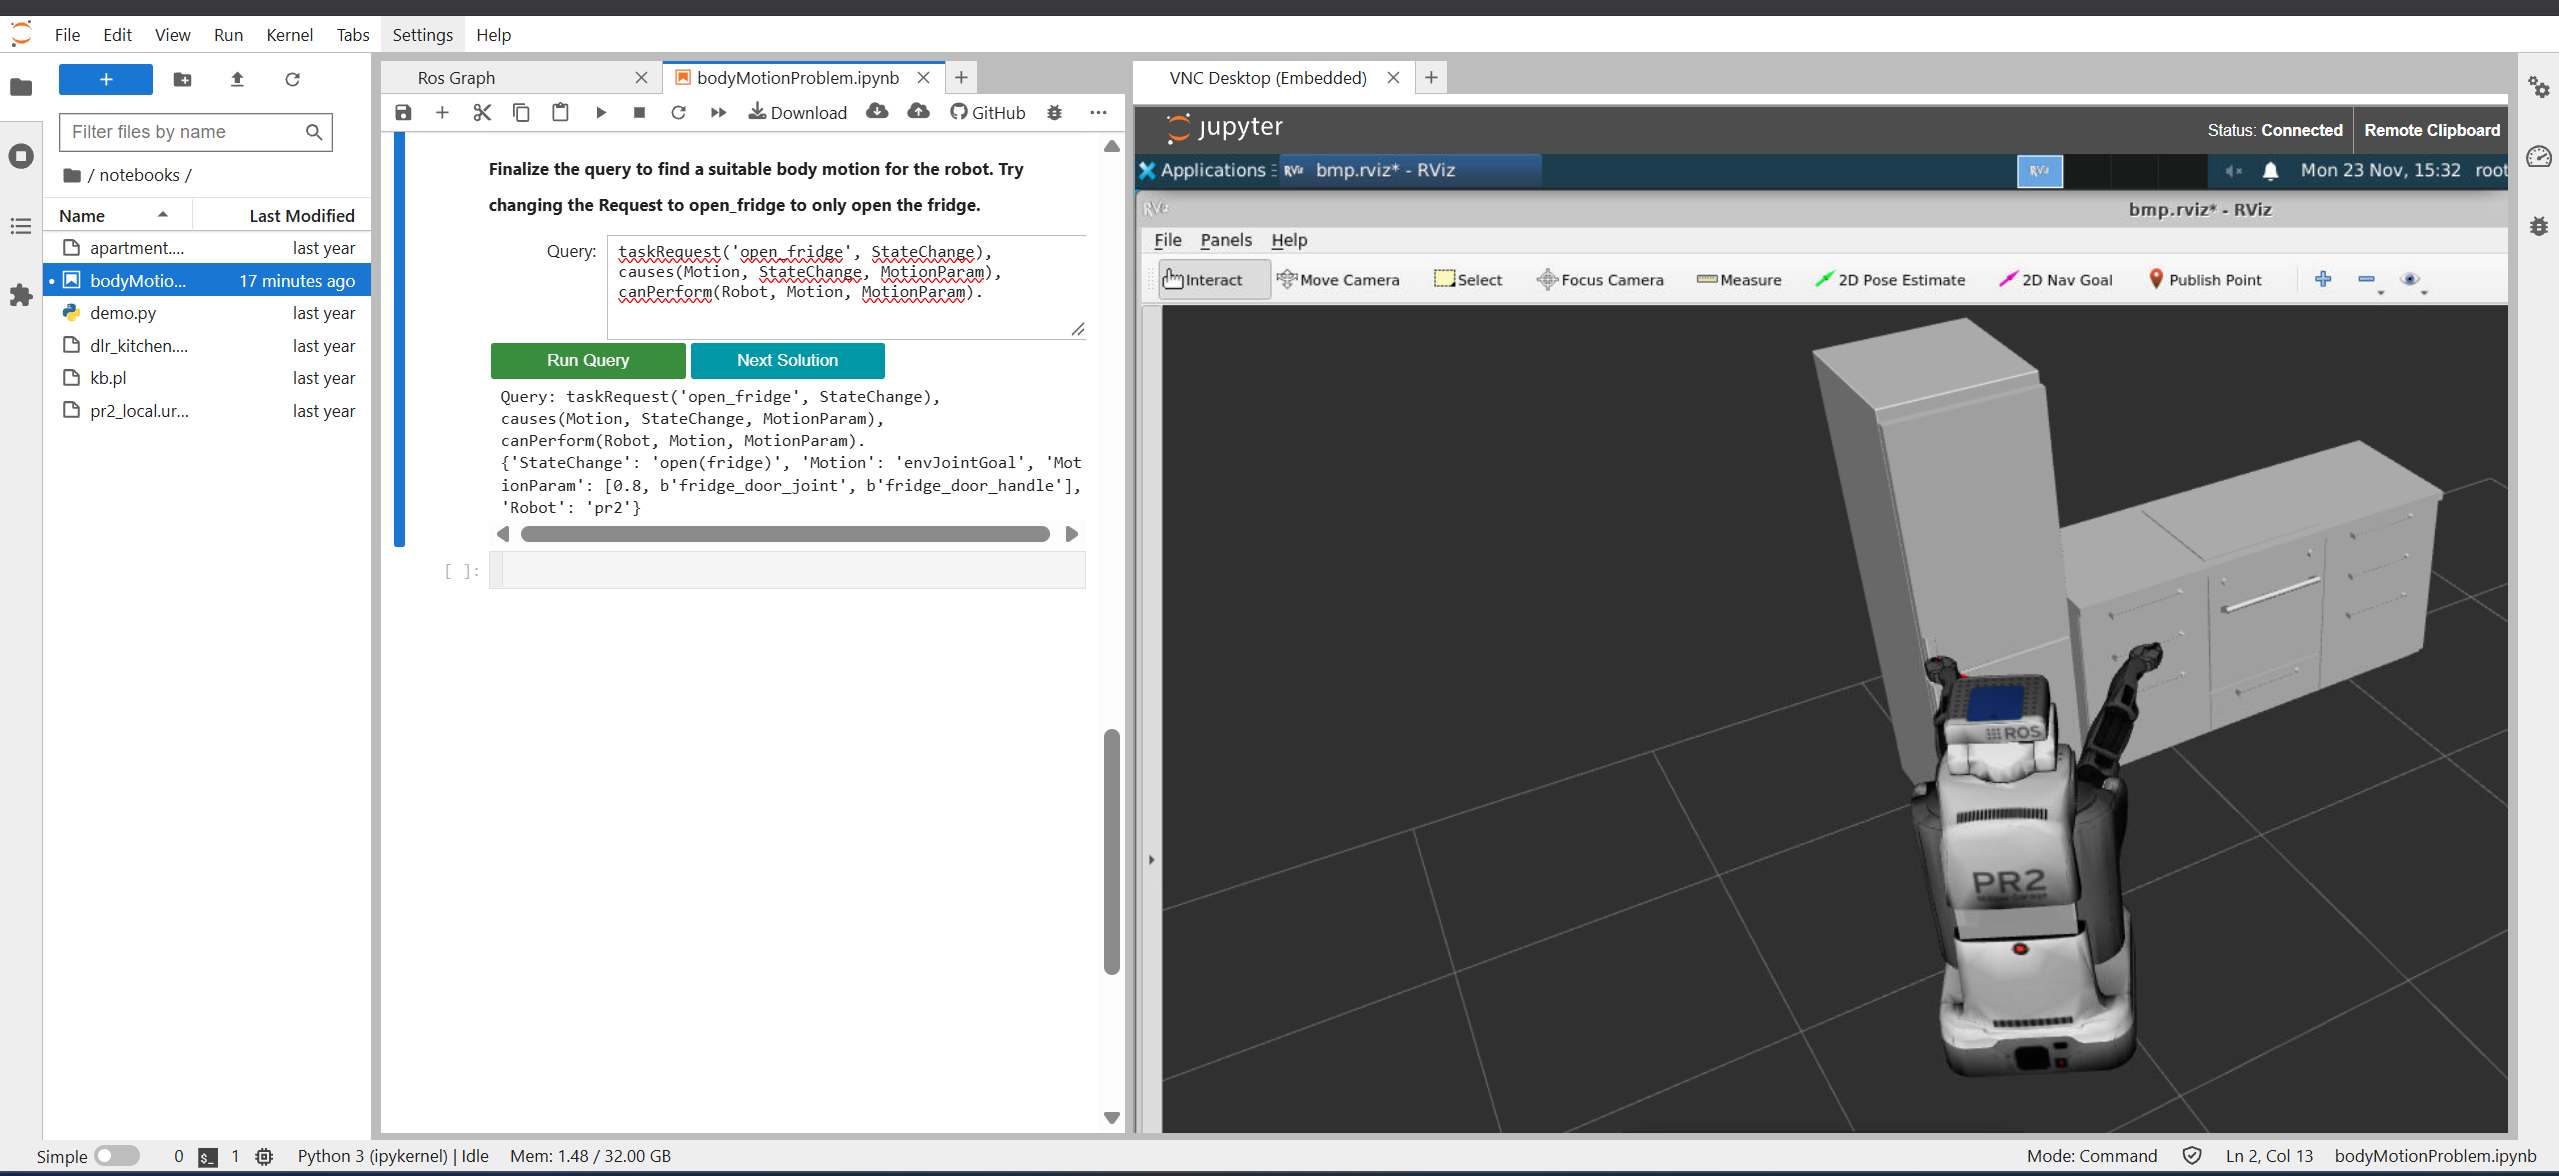 File Edit View Run Kernel Tabs Settings Help
Filter files by name
/ notebooks /
Name Last Modified
apartment.... last year
bodyMotio... 17 minutes ago
demo.py last year
dlr_kitchen.... last year
kb.pl last year
pr2_local.ur... last year
Ros Graph
bodyMotionProblem.ipynb
Download GitHub
Finalize the query to find a suitable body motion for the robot. Try
changing the Request to open_fridge to only open the fridge.
Query: taskRequest('open_fridge', StateChange),
causes(Motion, StateChange, MotionParam),
canPerform(Robot, Motion, MotionParam).
Run Query Next Solution
Query: taskRequest('open_fridge', StateChange),
causes(Motion, StateChange, MotionParam),
canPerform(Robot, Motion, MotionParam).
{'StateChange': 'open(fridge)', 'Motion': 'envJointGoal', 'Mot
ionParam': [0.8, b'fridge_door_joint', b'fridge_door_handle'],
'Robot': 'pr2'}
[ ]:
VNC Desktop (Embedded)
jupyter
Status: Connected Remote Clipboard
Applications RViz bmp.rviz* - RViz RViz Mon 23 Nov, 15:32 root
RViz bmp.rviz* - RViz
File Panels Help
Interact Move Camera Select Focus Camera Measure 2D Pose Estimate 2D Nav Goal Publish Point
ROS
PR2
Simple 0 $_ 1 Python 3 (ipykernel) | Idle Mem: 1.48 / 32.00 GB Mode: Command Ln 2, Col 13 bodyMotionProblem.ipynb